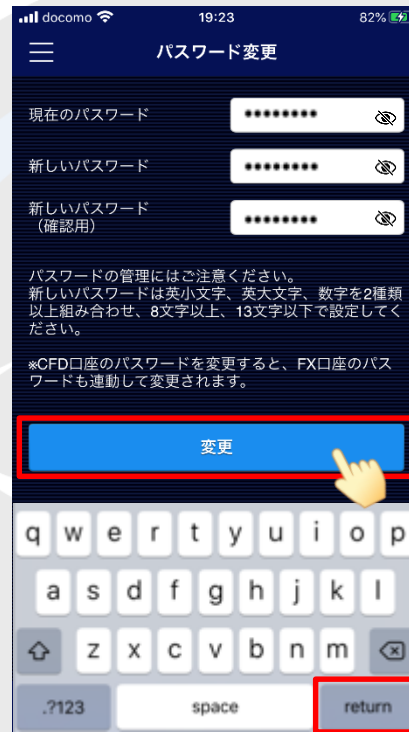 docomo 19:23 82%
パスワード変更
現在のパスワード ••••••••
新しいパスワード ••••••••
新しいパスワード
（確認用） ••••••••
パスワードの管理にはご注意ください。
新しいパスワードは英小文字、英大文字、数字を2種類
以上組み合わせ、8文字以上、13文字以下で設定してく
ださい。
※CFD口座のパスワードを変更すると、FX口座のパス
ワードも連動して変更されます。
変更
q w e r t y u i o p
a s d f g h j k l
z x c v b n m
.?123 space return